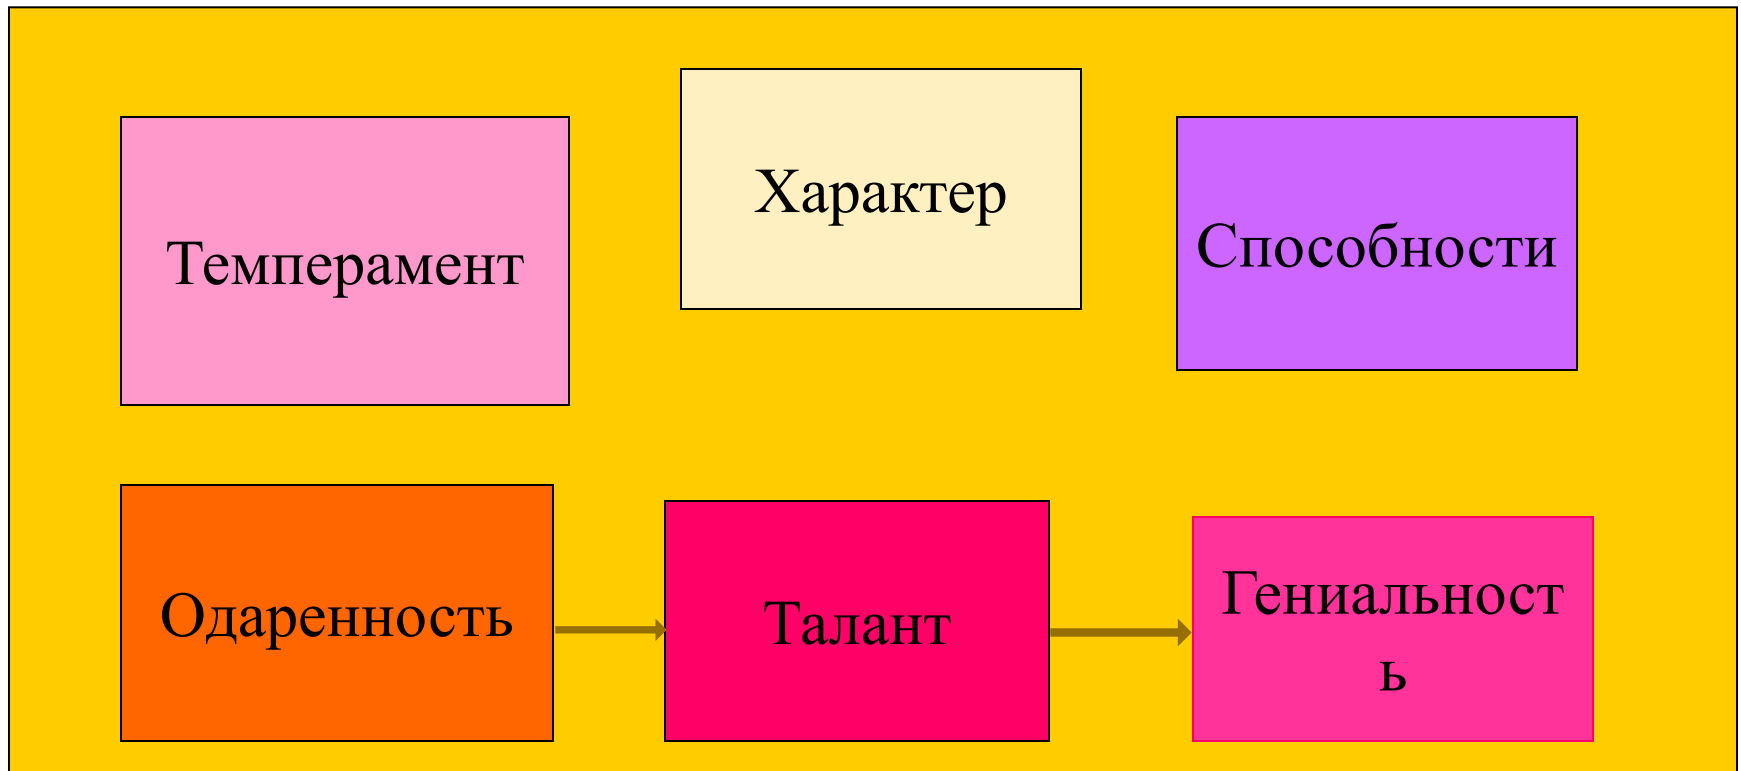 Характер
Темперамент
Способности
Одаренность
Талант
Гениальност
ь